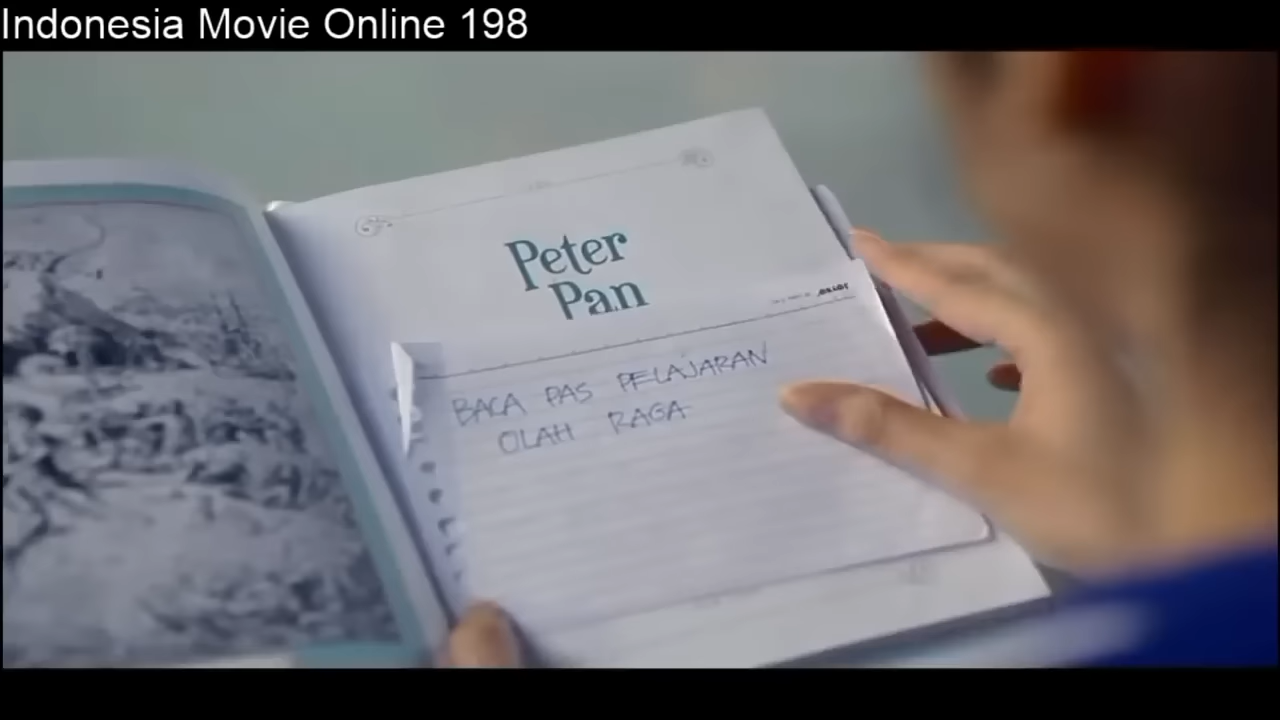 Indonesia Movie Online 198
Peter
Pan
BACA PAS PELAJARAN
OLAH RAGA